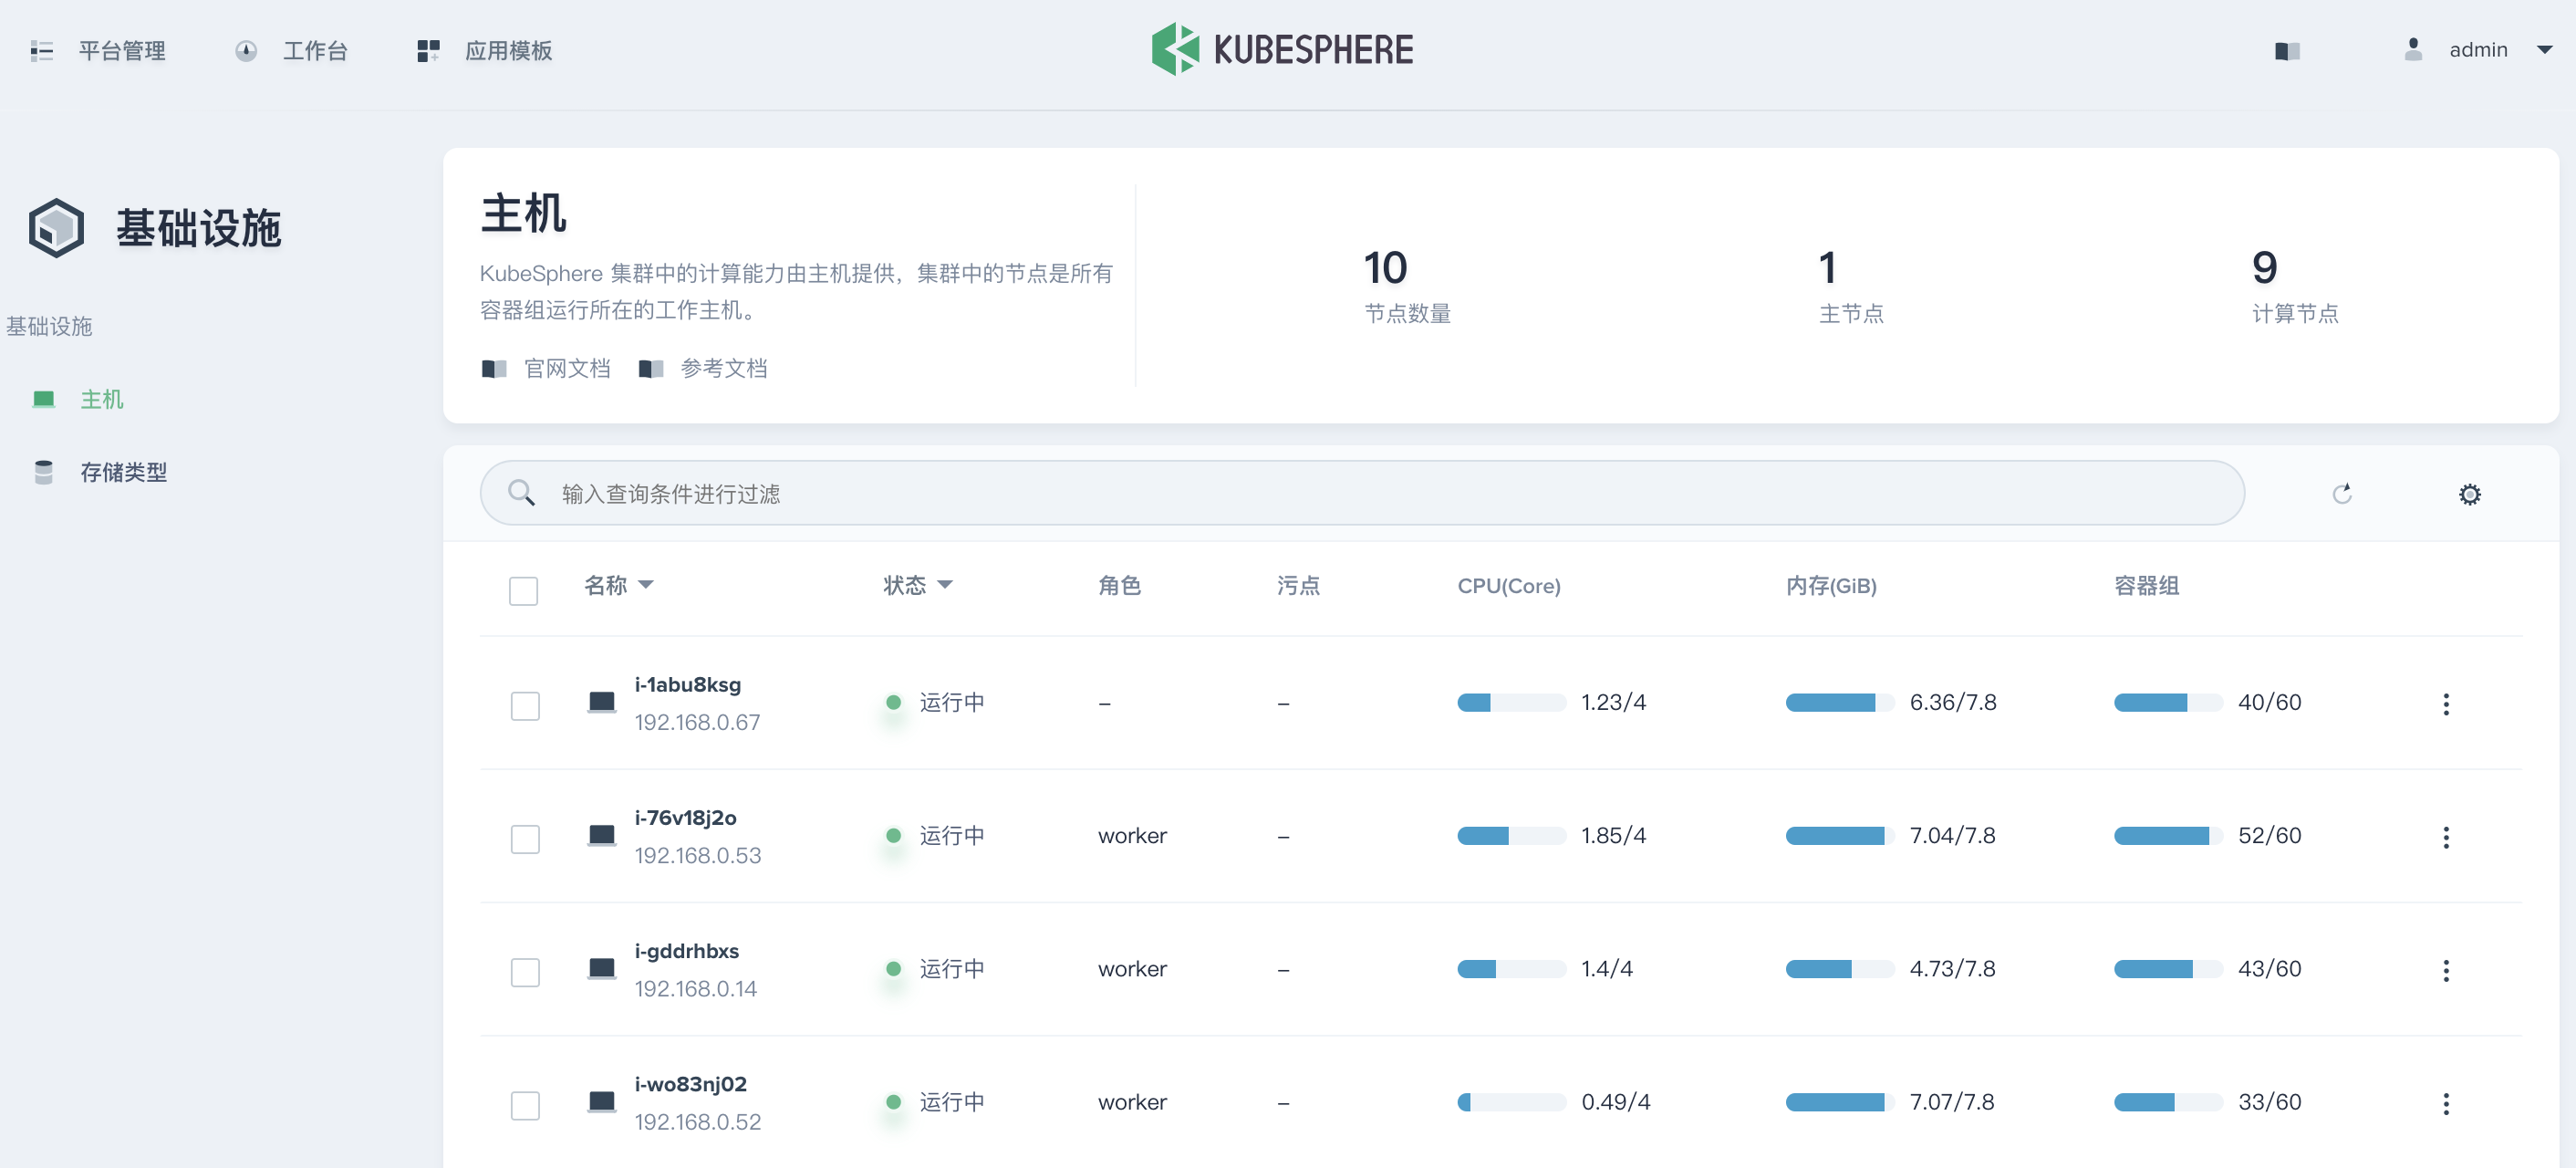 平台管理 工作台 应用模板 KUBESPHERE admin
基础设施
基础设施
主机
存储类型
主机
KubeSphere 集群中的计算能力由主机提供，集群中的节点是所有
容器组运行所在的工作主机。
官网文档 参考文档
10 1 9
节点数量 主节点 计算节点
输入查询条件进行过滤
名称 状态 角色 污点 CPU(Core) 内存(GiB) 容器组
i-1abu8ksg
192.168.0.67
运行中 – – 1.23/4 6.36/7.8 40/60
i-76v18j2o
192.168.0.53
运行中 worker – 1.85/4 7.04/7.8 52/60
i-gddrhbxs
192.168.0.14
运行中 worker – 1.4/4 4.73/7.8 43/60
i-wo83nj02
192.168.0.52
运行中 worker – 0.49/4 7.07/7.8 33/60